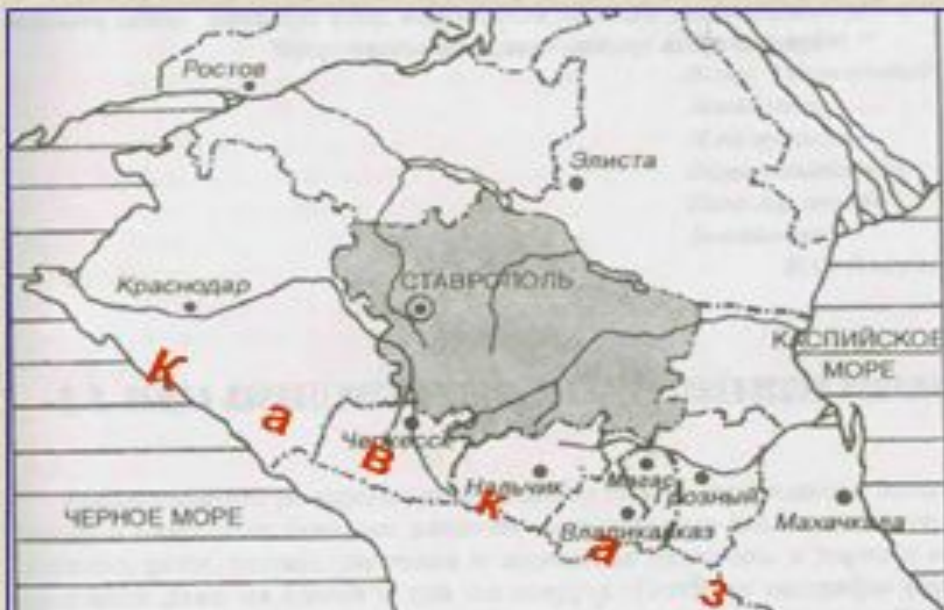 Ростов
Элиста
СТАВРОПОЛЬ
Краснодар
КАСПИЙСКОЕ
МОРЕ
Черкесск
Нальчик
Магас
Грозный
Владикавказ
Махачкала
ЧЕРНОЕ МОРЕ
К а в к а з